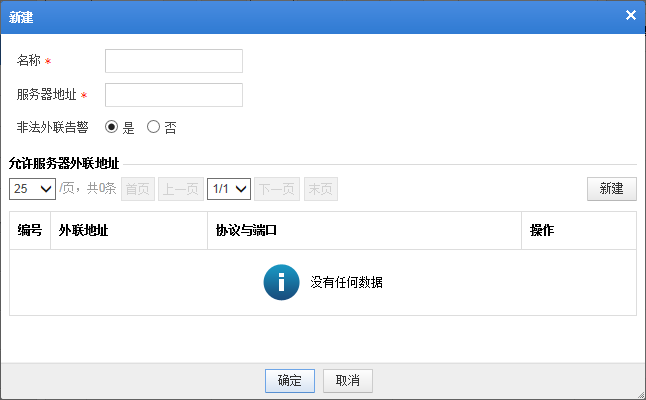 新建
名称 *
服务器地址 *
非法外联告警 是 否
允许服务器外联地址
25 /页，共0条 首页 上一页 1/1 下一页 末页 新建
编号 外联地址 协议与端口 操作
没有任何数据
确定 取消